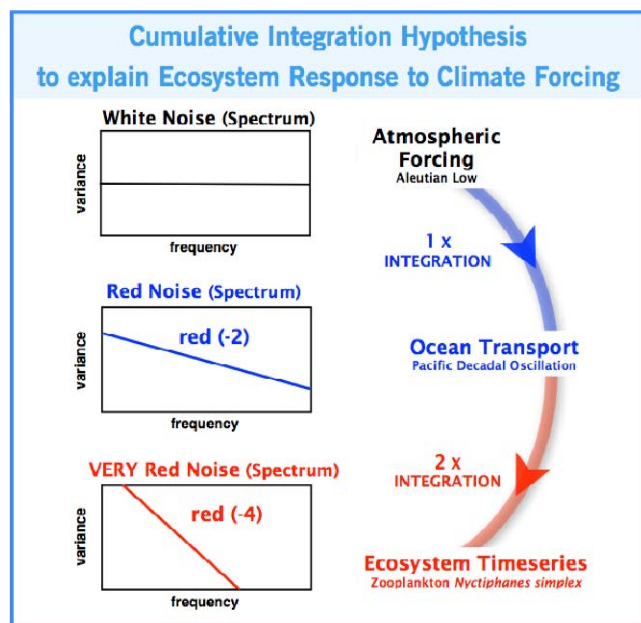 Cumulative Integration Hypothesis
to explain Ecosystem Response to Climate Forcing
White Noise (Spectrum)
variance
frequency
Red Noise (Spectrum)
red (-2)
variance
frequency
VERY Red Noise (Spectrum)
red (-4)
variance
frequency
Atmospheric
Forcing
Aleutian Low
1 x
INTEGRATION
Ocean Transport
Pacific Decadal Oscillation
2 x
INTEGRATION
Ecosystem Timeseries
Zooplankton Nyctiphanes simplex